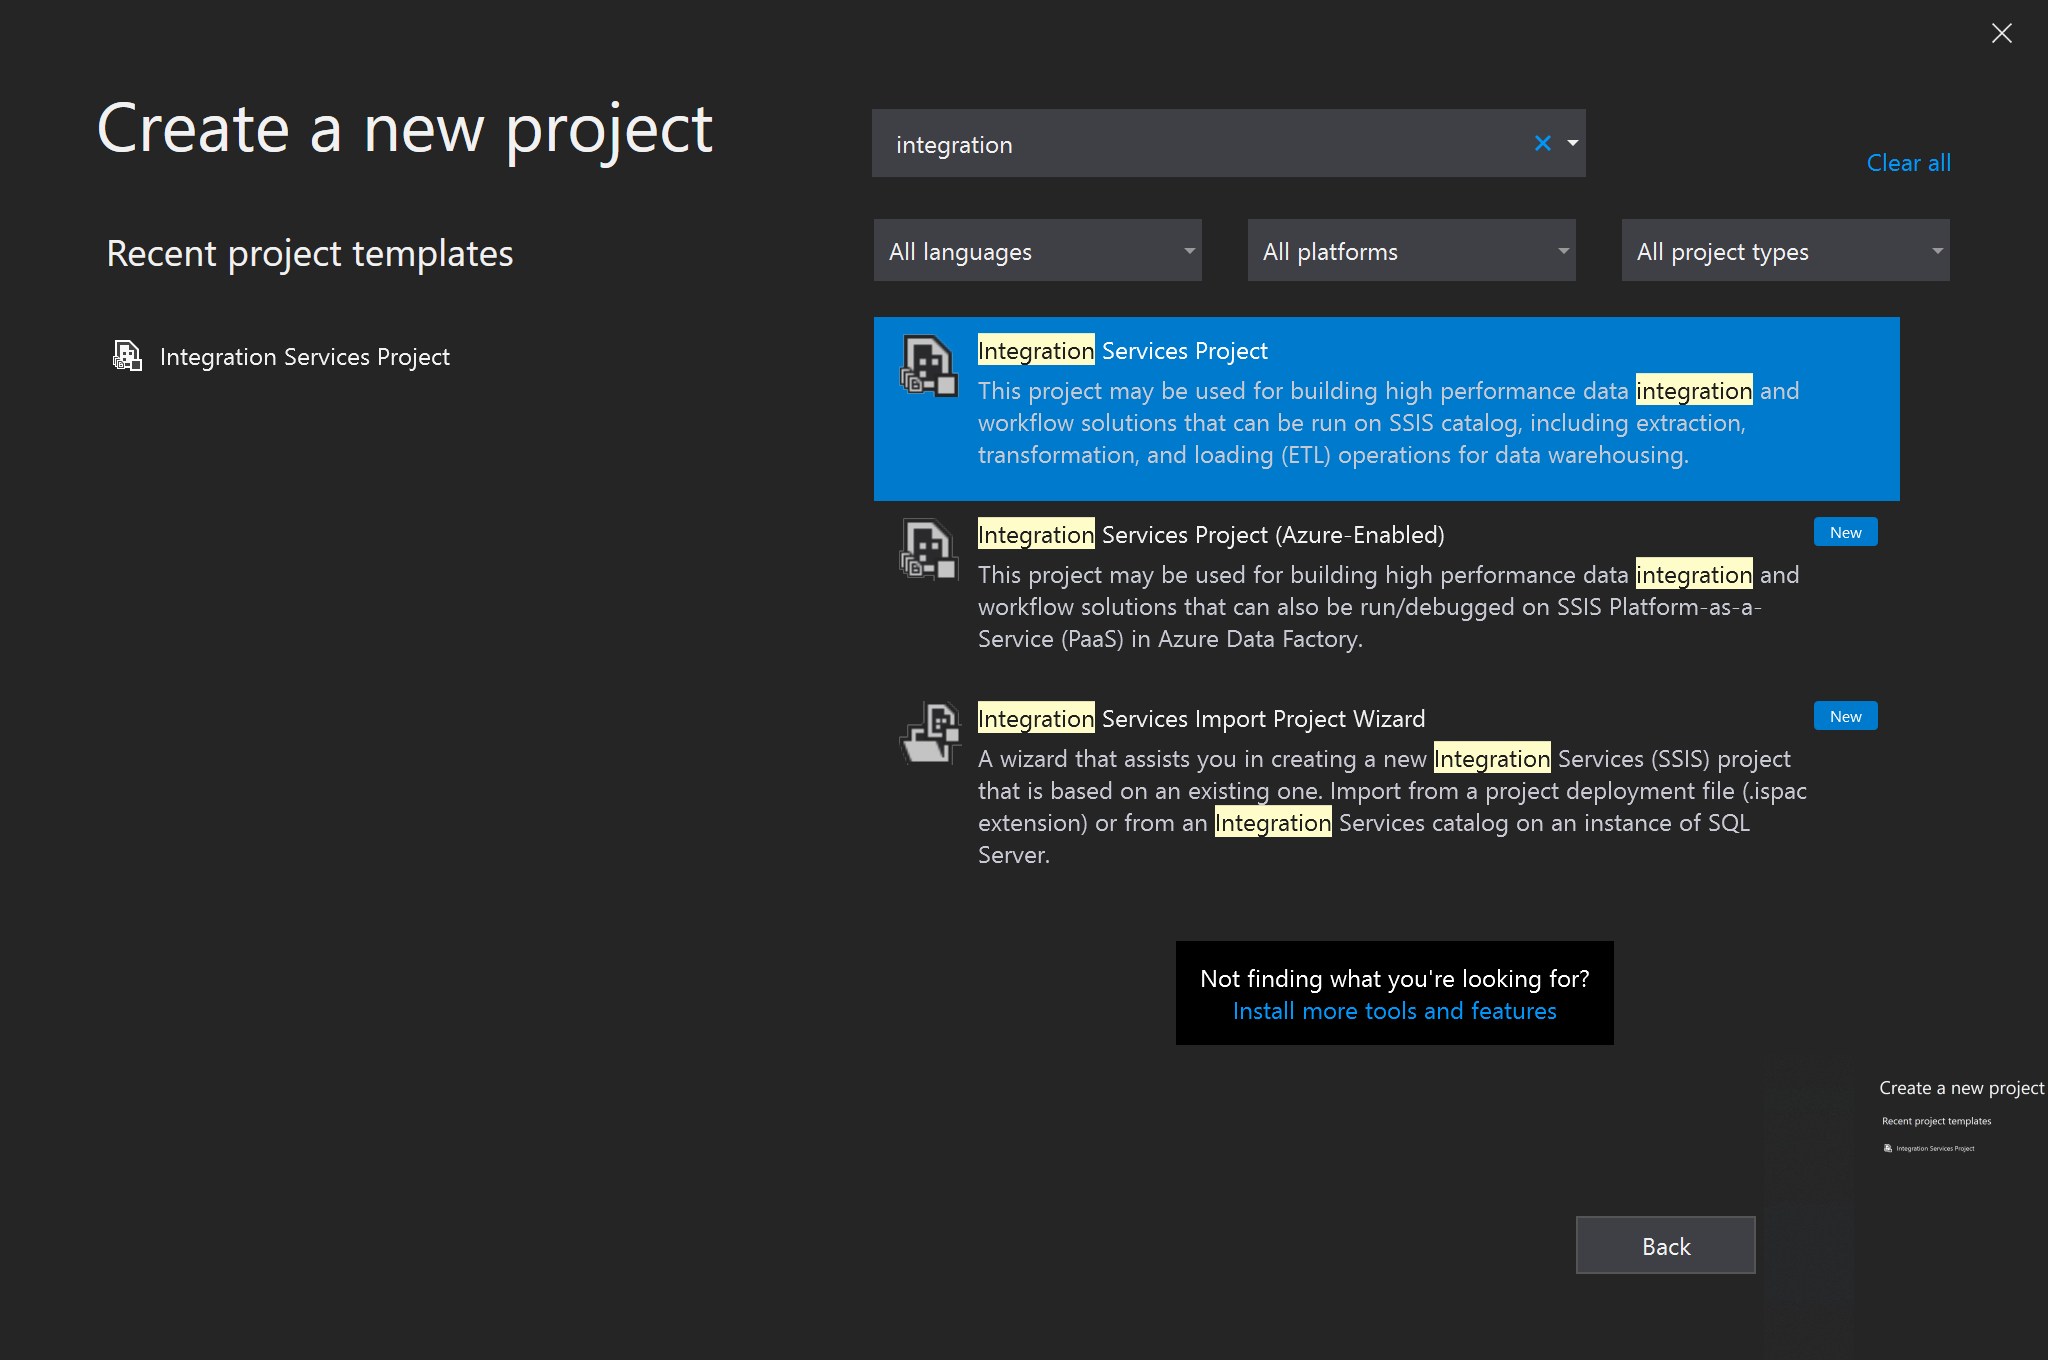 Create a new project
integration
Clear all
Recent project templates
All languages
All platforms
All project types
Integration Services Project
Integration Services Project
This project may be used for building high performance data integration and
workflow solutions that can be run on SSIS catalog, including extraction,
transformation, and loading (ETL) operations for data warehousing.
Integration Services Project (Azure-Enabled)
New
This project may be used for building high performance data integration and
workflow solutions that can also be run/debugged on SSIS Platform-as-a-
Service (PaaS) in Azure Data Factory.
Integration Services Import Project Wizard
New
A wizard that assists you in creating a new Integration Services (SSIS) project
that is based on an existing one. Import from a project deployment file (.ispac
extension) or from an Integration Services catalog on an instance of SQL
Server.
Not finding what you're looking for?
Install more tools and features
Create a new project
Recent project templates
Integration Services Project
Back